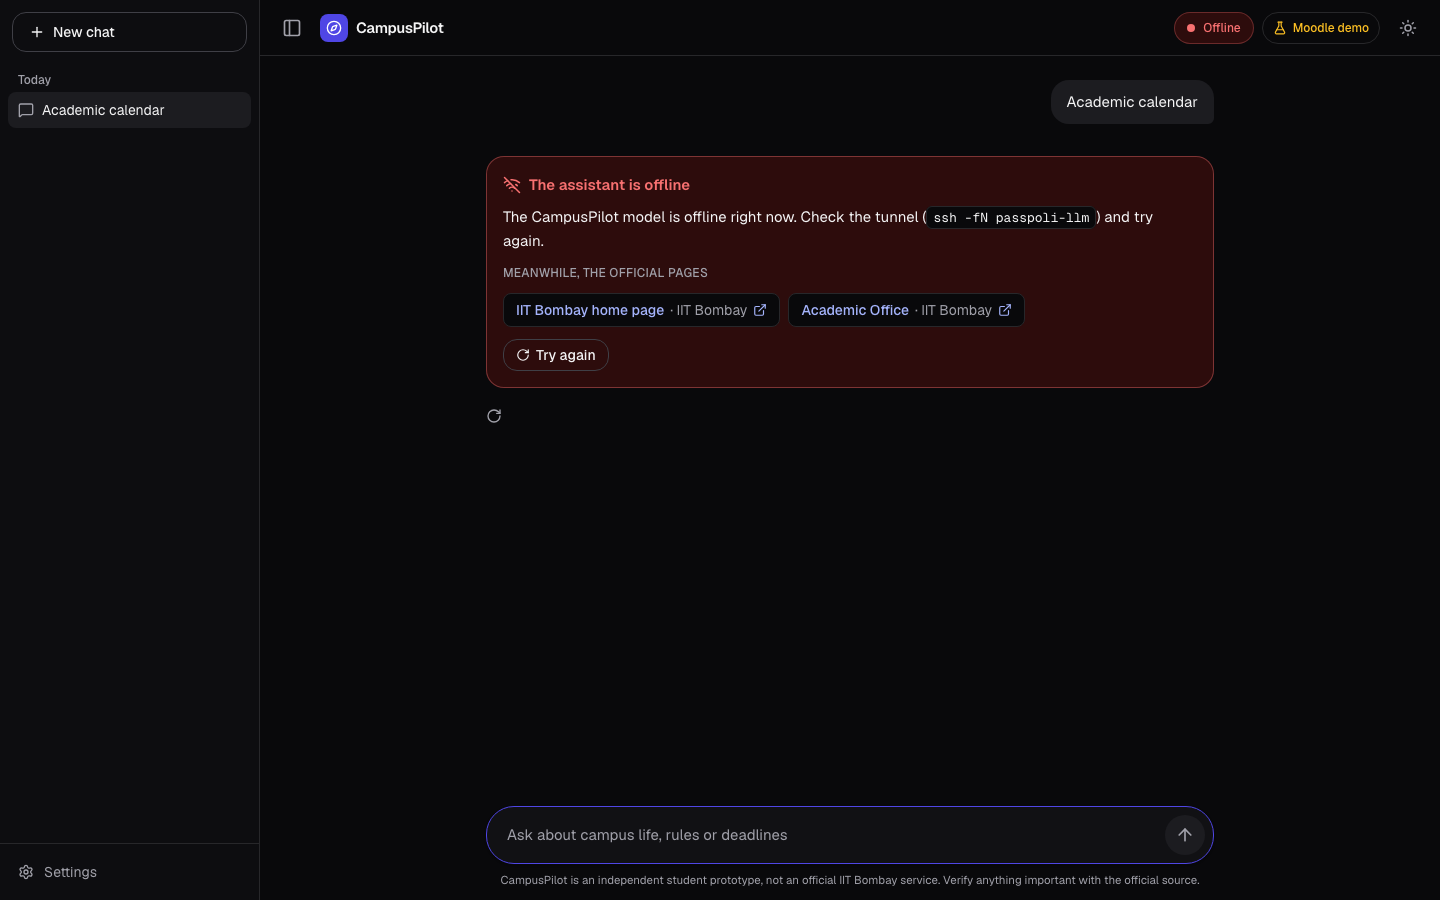 New chat
Today
Academic calendar
Settings
CampusPilot
Offline
Moodle demo
Academic calendar
The assistant is offline
The CampusPilot model is offline right now. Check the tunnel ( ssh -fN passpoli-llm ) and try
again.
MEANWHILE, THE OFFICIAL PAGES
IIT Bombay home page · IIT Bombay
Academic Office · IIT Bombay
Try again
Ask about campus life, rules or deadlines
CampusPilot is an independent student prototype, not an official IIT Bombay service. Verify anything important with the official source.